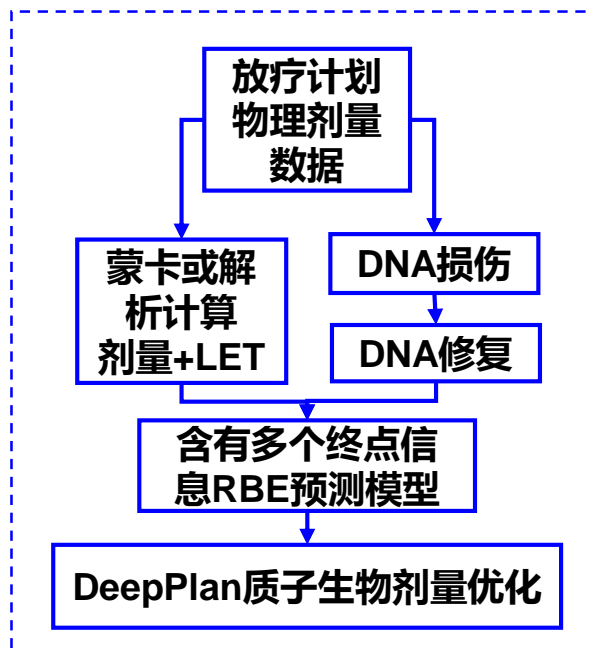 放疗计划
物理剂量
数据
蒙卡或解
析计算
剂量+LET
DNA损伤
DNA修复
含有多个终点信
息RBE预测模型
DeepPlan质子生物剂量优化